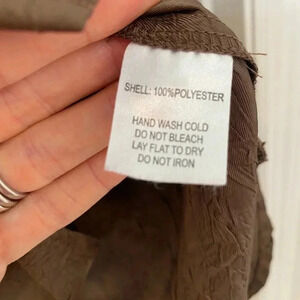 SHELL: 100%POLYESTER
HAND WASH COLD
DO NOT BLEACH
LAY FLAT TO DRY
DO NOT IRON